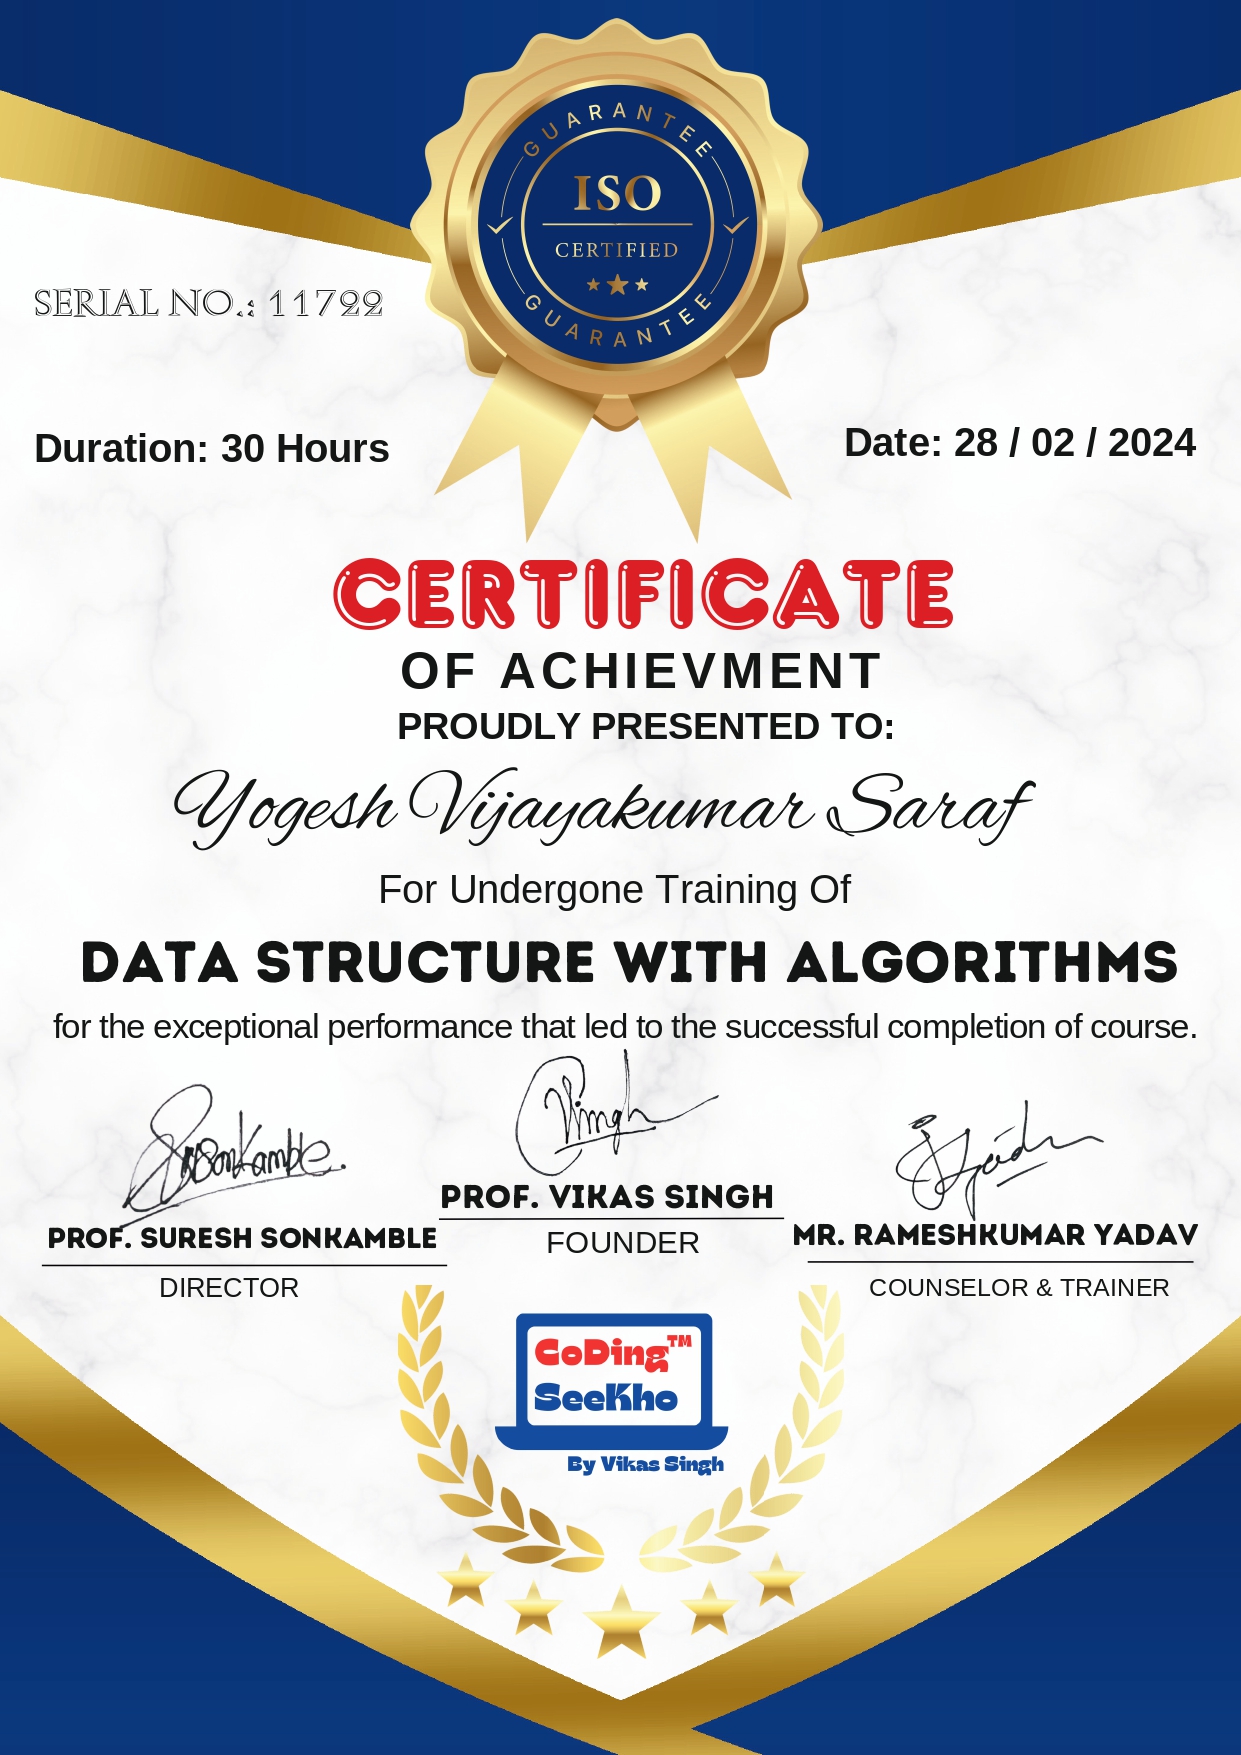 GUARANTEE
ISO
CERTIFIED
GUARANTEE
SERIAL NO.: 11722
Duration: 30 Hours
Date: 28 / 02 / 2024
CERTIFICATE
OF ACHIEVMENT
PROUDLY PRESENTED TO:
Yogesh Vijayakumar Saraf
For Undergone Training Of
DATA STRUCTURE WITH ALGORITHMS
for the exceptional performance that led to the successful completion of course.
PROF. SURESH SONKAMBLE
DIRECTOR
PROF. VIKAS SINGH
FOUNDER
MR. RAMESHKUMAR YADAV
COUNSELOR & TRAINER
CoDing™
SeeKho
By Vikas Singh